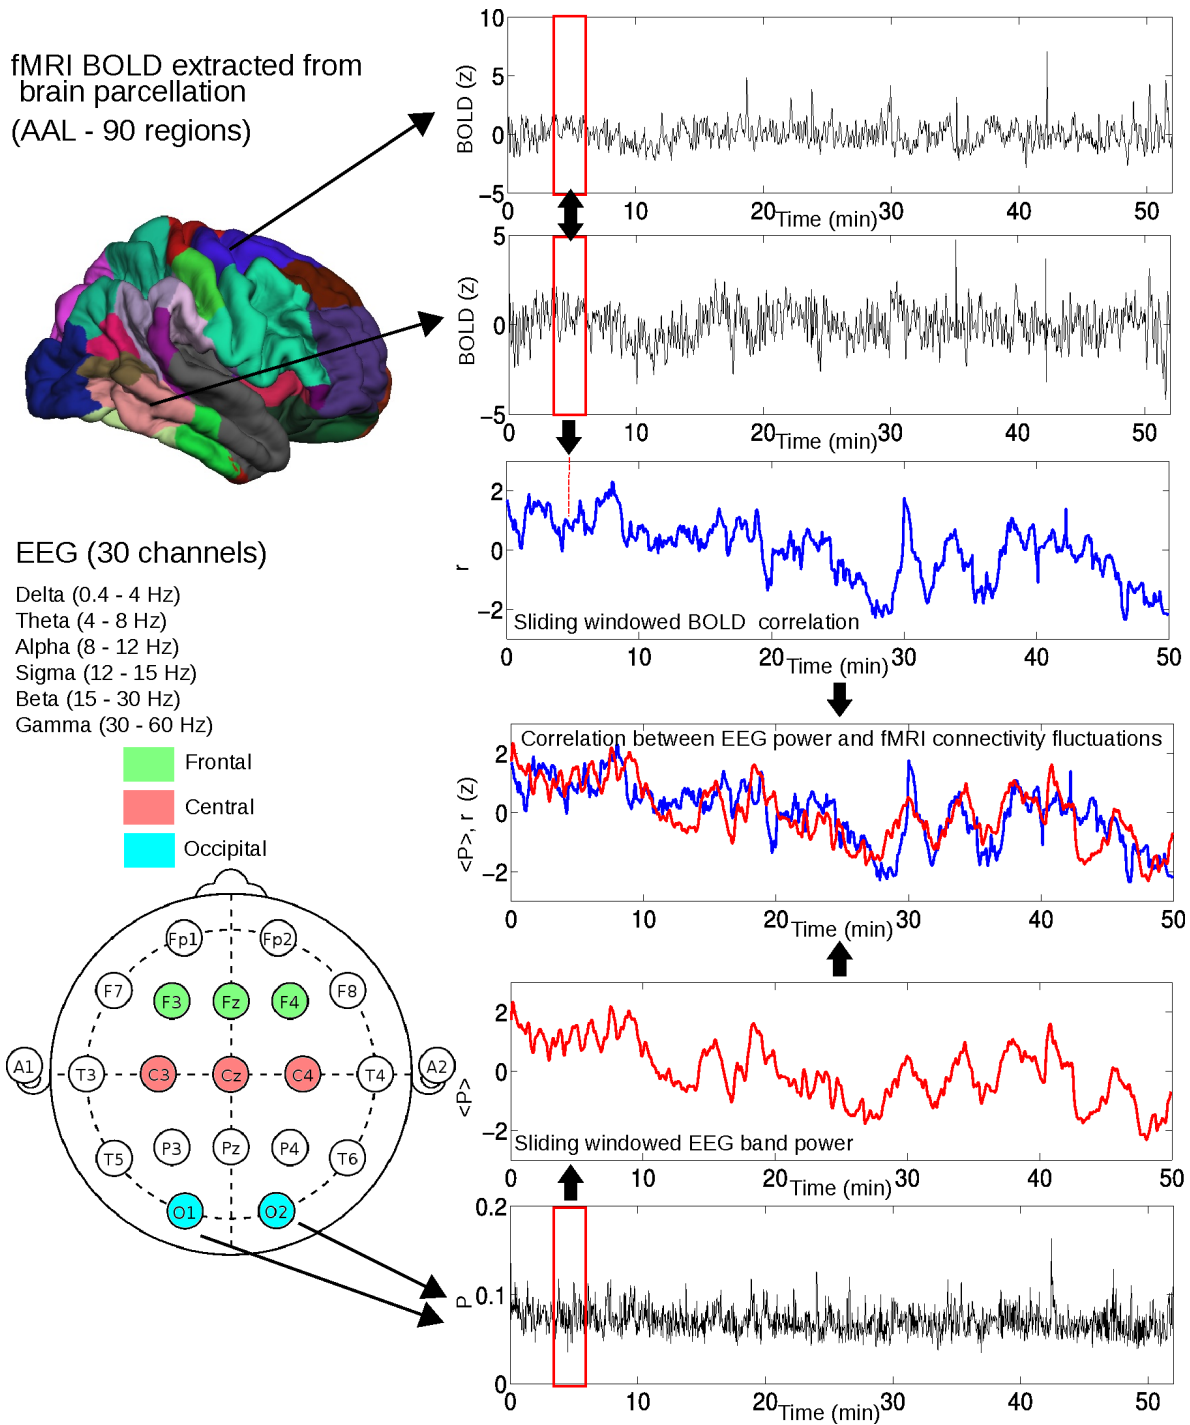 fMRI BOLD extracted from
brain parcellation
(AAL - 90 regions)
10
5
0
−5
BOLD (z)
0 10 20 30 40 50
Time (min)
5
0
−5
BOLD (z)
0 10 20 30 40 50
Time (min)
2
0
−2
r
Sliding windowed BOLD correlation
0 10 20 30 40 50
Time (min)
EEG (30 channels)
Delta (0.4 - 4 Hz)
Theta (4 - 8 Hz)
Alpha (8 - 12 Hz)
Sigma (12 - 15 Hz)
Beta (15 - 30 Hz)
Gamma (30 - 60 Hz)
Frontal
Central
Occipital
Correlation between EEG power and fMRI connectivity fluctuations
2
0
−2
<P>, r (z)
0 10 20 30 40 50
Time (min)
Fp1 Fp2
F7 F3 Fz F4 F8
A1 T3 C3 Cz C4 T4 A2
T5 P3 Pz P4 T6
O1 O2
2
0
−2
<P>
Sliding windowed EEG band power
0 10 20 30 40 50
Time (min)
0.2
0.1
0
P
0 10 20 30 40 50
Time (min)